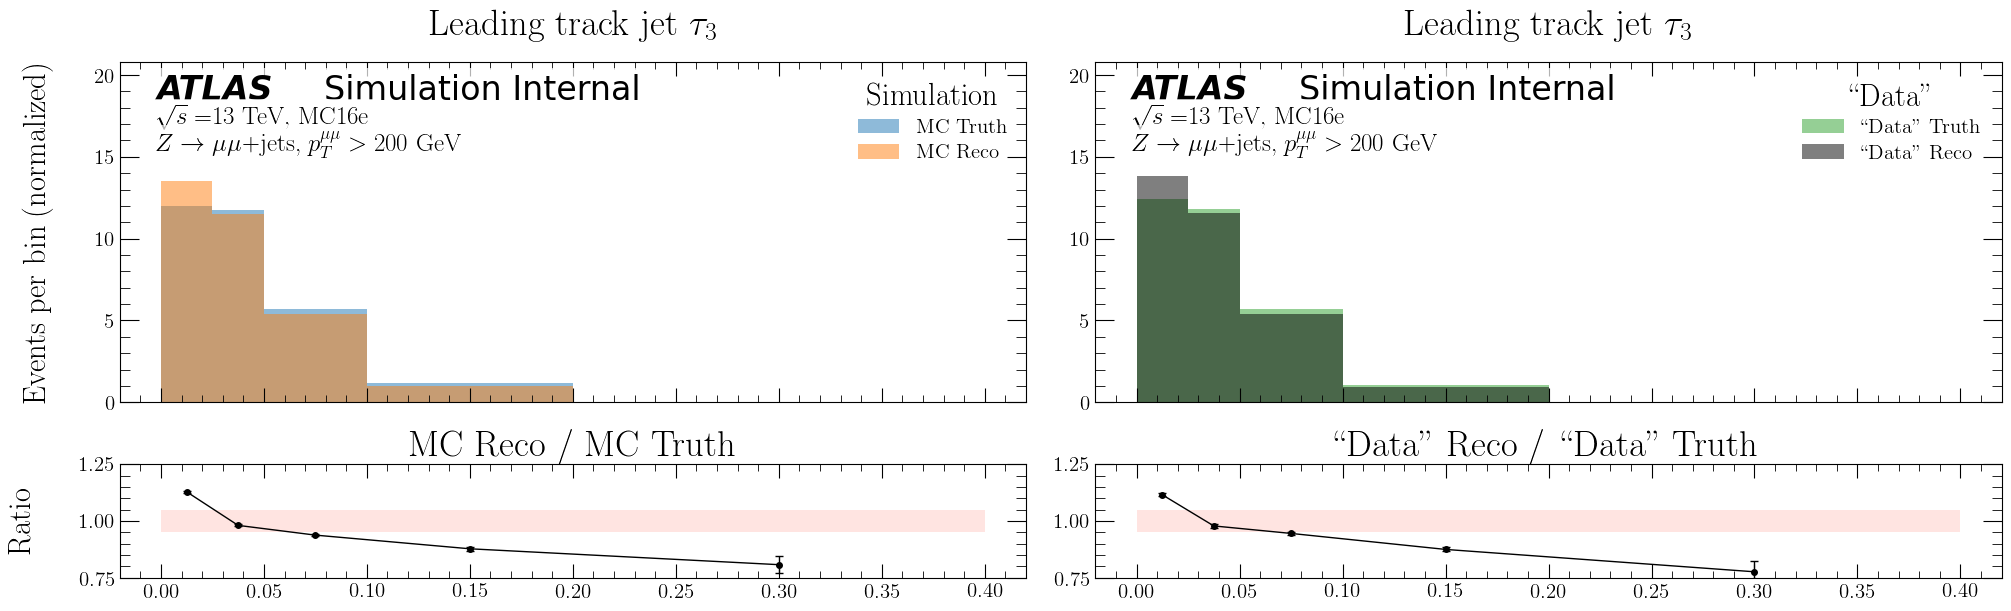 Leading track jet τ₃
ATLAS Simulation Internal
√s =13 TeV, MC16e
Z → μμ+jets, p_T^{μμ} > 200 GeV
Simulation
MC Truth
MC Reco
Events per bin (normalized)
20
15
10
5
0
MC Reco / MC Truth
Ratio
1.25
1.00
0.75
0.00 0.05 0.10 0.15 0.20 0.25 0.30 0.35 0.40
Leading track jet τ₃
ATLAS Simulation Internal
√s =13 TeV, MC16e
Z → μμ+jets, p_T^{μμ} > 200 GeV
“Data”
“Data” Truth
“Data” Reco
20
15
10
5
0
“Data” Reco / “Data” Truth
1.25
1.00
0.75
0.00 0.05 0.10 0.15 0.20 0.25 0.30 0.35 0.40